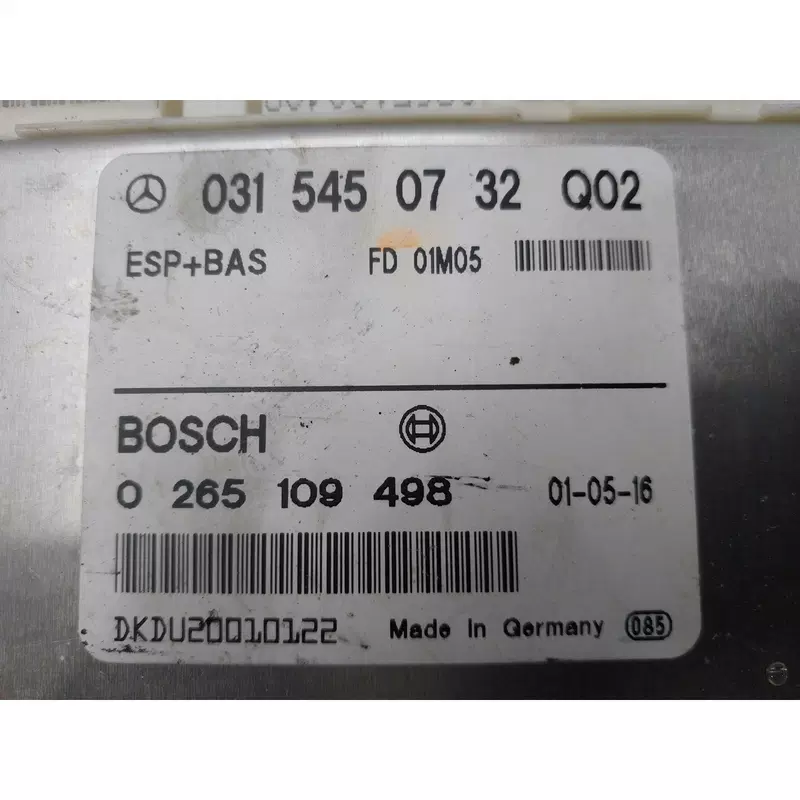 031 545 07 32 Q02
ESP+BAS FD 01M05
BOSCH
0 265 109 498 01-05-16
DKDU20010122 Made In Germany 085